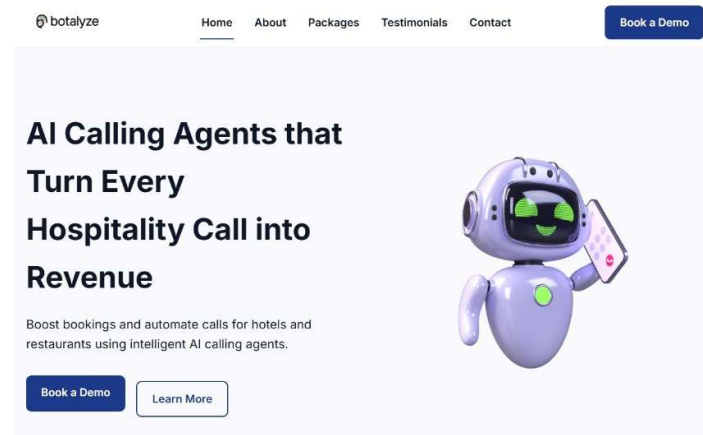 botalyze
Home About Packages Testimonials Contact
Book a Demo
AI Calling Agents that
Turn Every
Hospitality Call into
Revenue
Boost bookings and automate calls for hotels and
restaurants using intelligent AI calling agents.
Book a Demo
Learn More